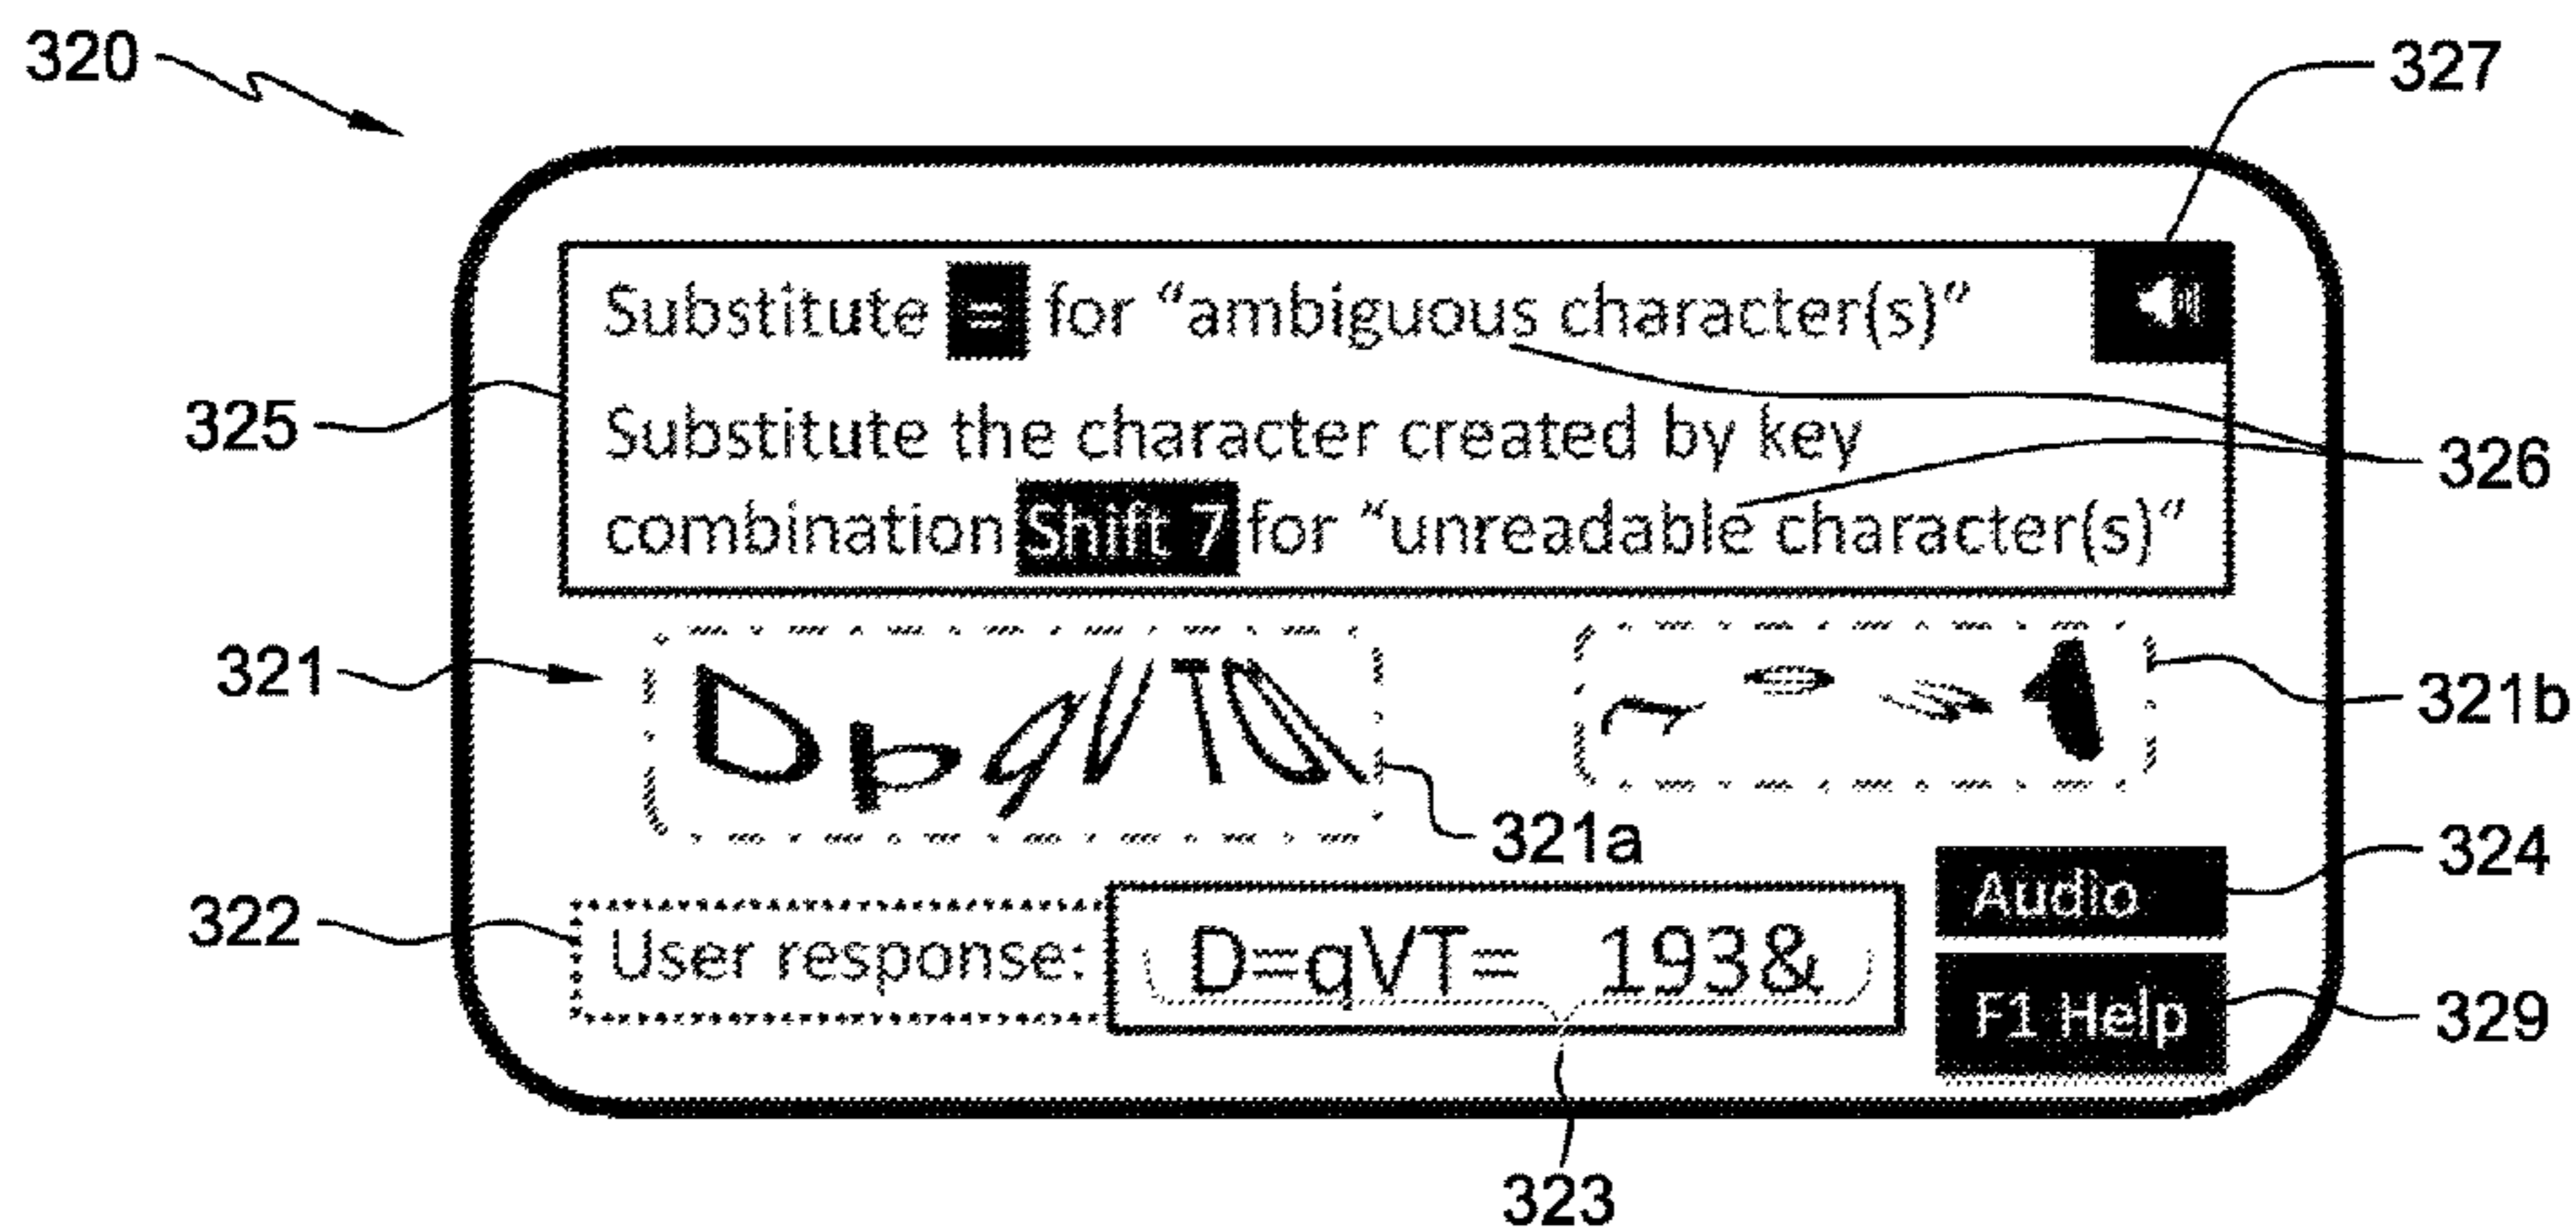 320
327
Substitute = for “ambiguous character(s)”
325
Substitute the character created by key
326
combination Shift 7 for “unreadable character(s)”
321
321b
321a
324
Audio
322
User response: D=qVT= 193&
329
F1 Help
323